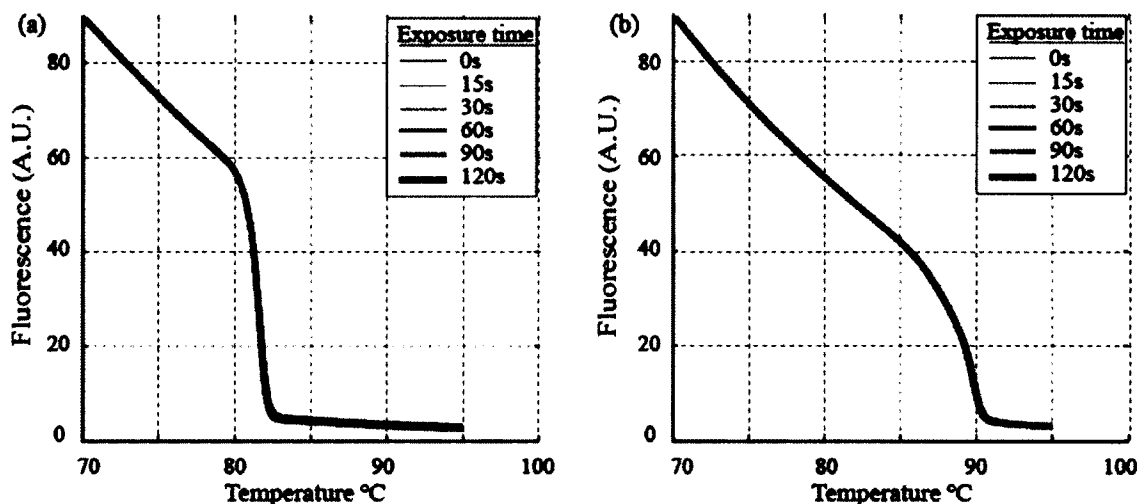 (a)
Exposure time
0s
15s
30s
60s
90s
120s
Fluorescence (A.U.)
80
60
40
20
0
70 80 90 100
Temperature °C
(b)
Exposure time
0s
15s
30s
60s
90s
120s
Fluorescence (A.U.)
80
60
40
20
0
70 80 90 100
Temperature °C